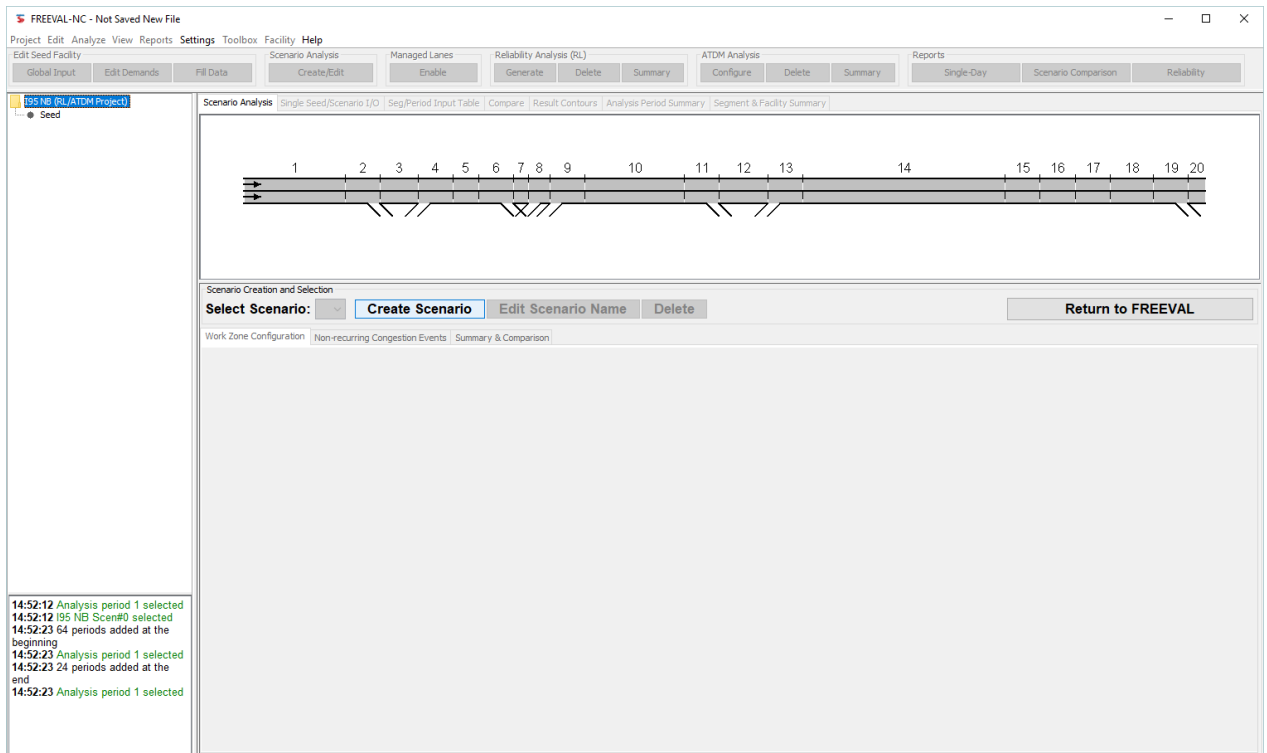 FREEVAL-NC - Not Saved New File
Project Edit Analyze View Reports Settings Toolbox Facility Help
Edit Seed Facility Scenario Analysis Managed Lanes Reliability Analysis (RL) ATDM Analysis Reports
Global Input Edit Demands Fill Data Create/Edit Enable Generate Delete Summary Configure Delete Summary Single-Day Scenario Comparison Reliability
I95 NB (RL/ATDM Project)
Seed
Scenario Analysis Single Seed/Scenario I/O Seg/Period Input Table Compare Result Contours Analysis Period Summary Segment & Facility Summary
1 2 3 4 5 6 7 8 9 10 11 12 13 14 15 16 17 18 19 20
Scenario Creation and Selection
Select Scenario: Create Scenario Edit Scenario Name Delete Return to FREEVAL
Work Zone Configuration Non-recurring Congestion Events Summary & Comparison
14:52:12 Analysis period 1 selected
14:52:12 I95 NB Scen#0 selected
14:52:23 64 periods added at the
beginning
14:52:23 Analysis period 1 selected
14:52:23 24 periods added at the
end
14:52:23 Analysis period 1 selected